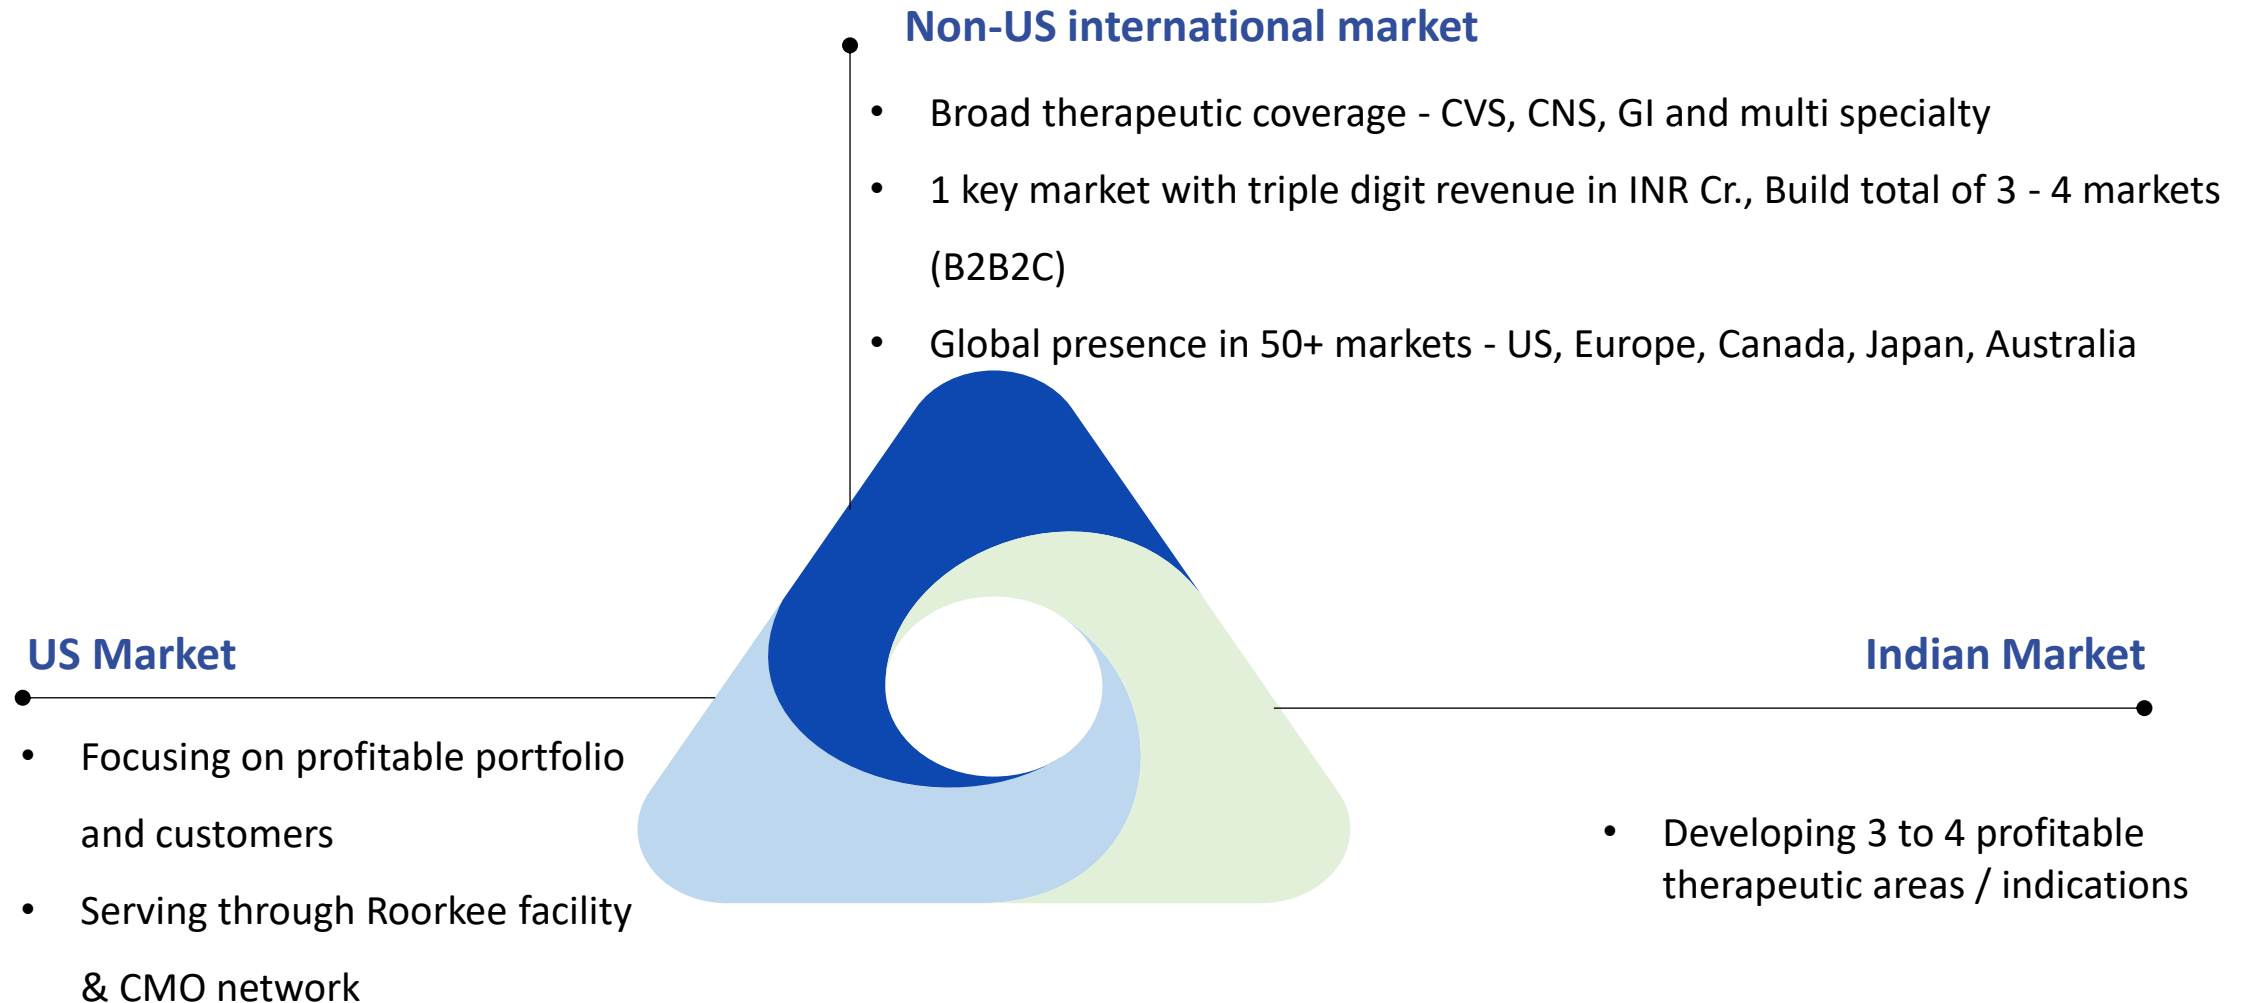 Non-US international market
• Broad therapeutic coverage - CVS, CNS, GI and multi specialty
• 1 key market with triple digit revenue in INR Cr., Build total of 3 - 4 markets
(B2B2C)
• Global presence in 50+ markets - US, Europe, Canada, Japan, Australia
US Market
• Focusing on profitable portfolio
and customers
• Serving through Roorkee facility
& CMO network
Indian Market
• Developing 3 to 4 profitable
therapeutic areas / indications